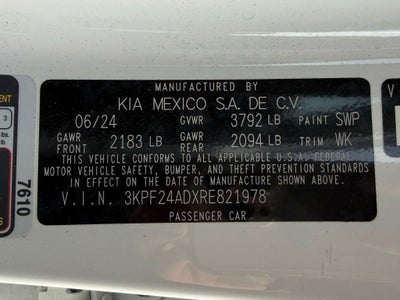 MANUFACTURED BY
KIA MEXICO S.A. DE C.V.
06/24 GVWR 3792 LB PAINT SWP
GAWR FRONT 2183 LB GAWR REAR 2094 LB TRIM WK
THIS VEHICLE CONFORMS TO ALL APPLICABLE U.S.A. FEDERAL
MOTOR VEHICLE SAFETY, BUMPER, AND THEFT PREVENTION STANDARDS
IN EFFECT ON THE DATE OF MANUFACTURE SHOWN ABOVE.
V.I.N. 3KPF24ADXRE821978
PASSENGER CAR
7610
3
lbs.
V